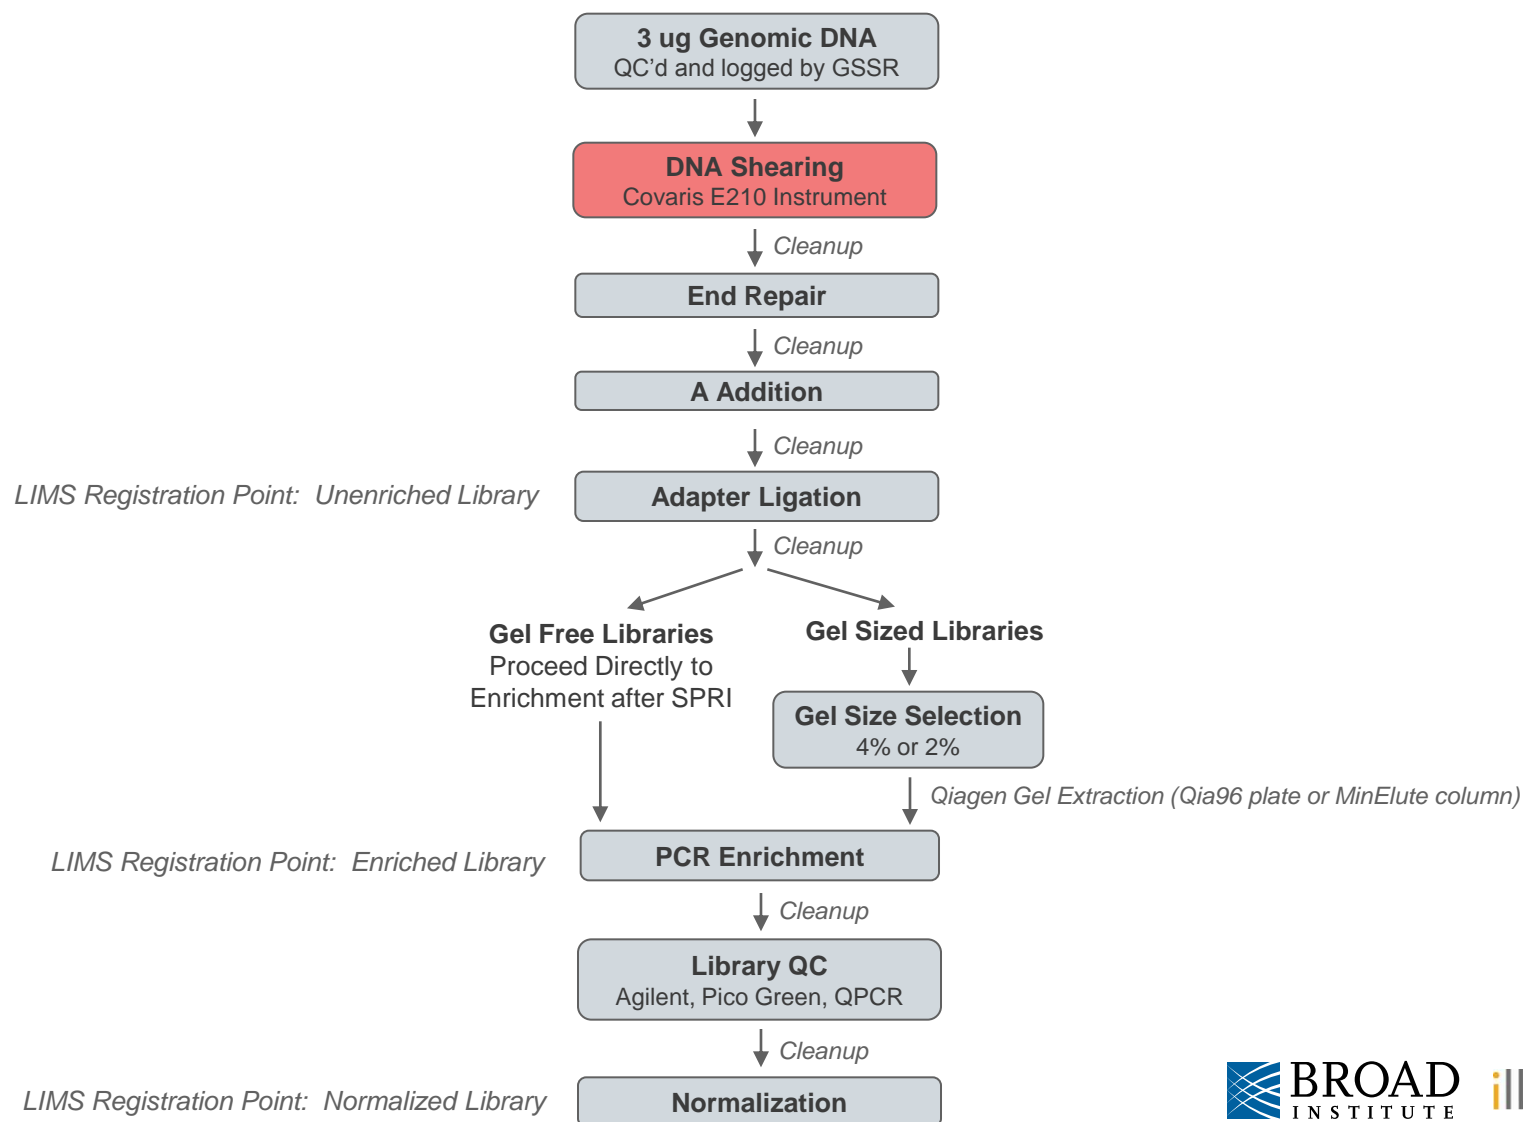 3 ug Genomic DNA
QC'd and logged by GSSR
DNA Shearing
Covaris E210 Instrument
Cleanup
End Repair
Cleanup
A Addition
Cleanup
LIMS Registration Point: Unenriched Library
Adapter Ligation
Cleanup
Gel Free Libraries
Proceed Directly to
Enrichment after SPRI
Gel Sized Libraries
Gel Size Selection
4% or 2%
Qiagen Gel Extraction (Qia96 plate or MinElute column)
LIMS Registration Point: Enriched Library
PCR Enrichment
Cleanup
Library QC
Agilent, Pico Green, QPCR
Cleanup
LIMS Registration Point: Normalized Library
Normalization
BROAD
INSTITUTE
ill